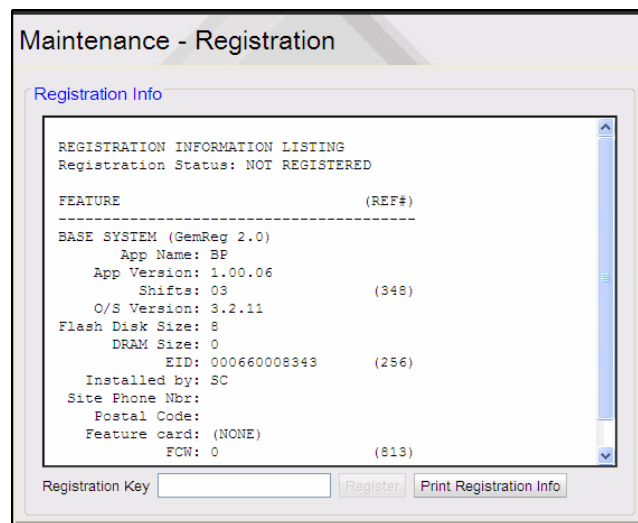 Maintenance - Registration
Registration Info
REGISTRATION INFORMATION LISTING
Registration Status: NOT REGISTERED
FEATURE (REF#)
-----------------------------------------
BASE SYSTEM (GemReg 2.0)
App Name: BP
App Version: 1.00.06
Shifts: 03 (348)
O/S Version: 3.2.11
Flash Disk Size: 8
DRAM Size: 0
EID: 000660008343 (256)
Installed by: SC
Site Phone Nbr:
Postal Code:
Feature card: (NONE)
FCW: 0 (813)
Registration Key Register Print Registration Info